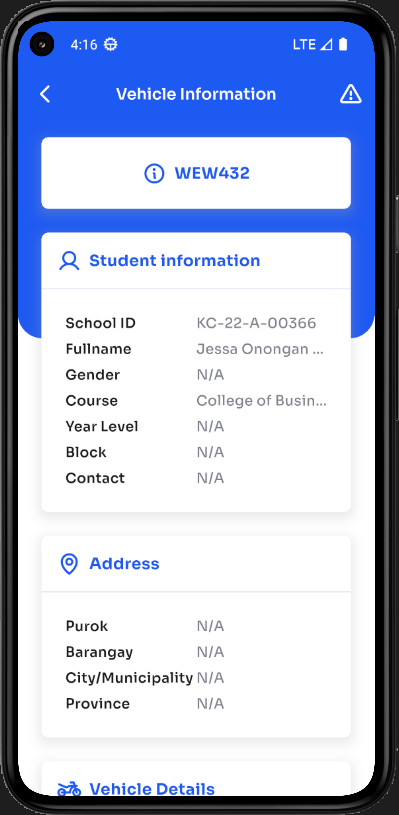 4:16 LTE
Vehicle Information
WEW432
Student information
School ID KC-22-A-00366
Fullname Jessa Onongan ...
Gender N/A
Course College of Busin...
Year Level N/A
Block N/A
Contact N/A
Address
Purok N/A
Barangay N/A
City/Municipality N/A
Province N/A
Vehicle Details